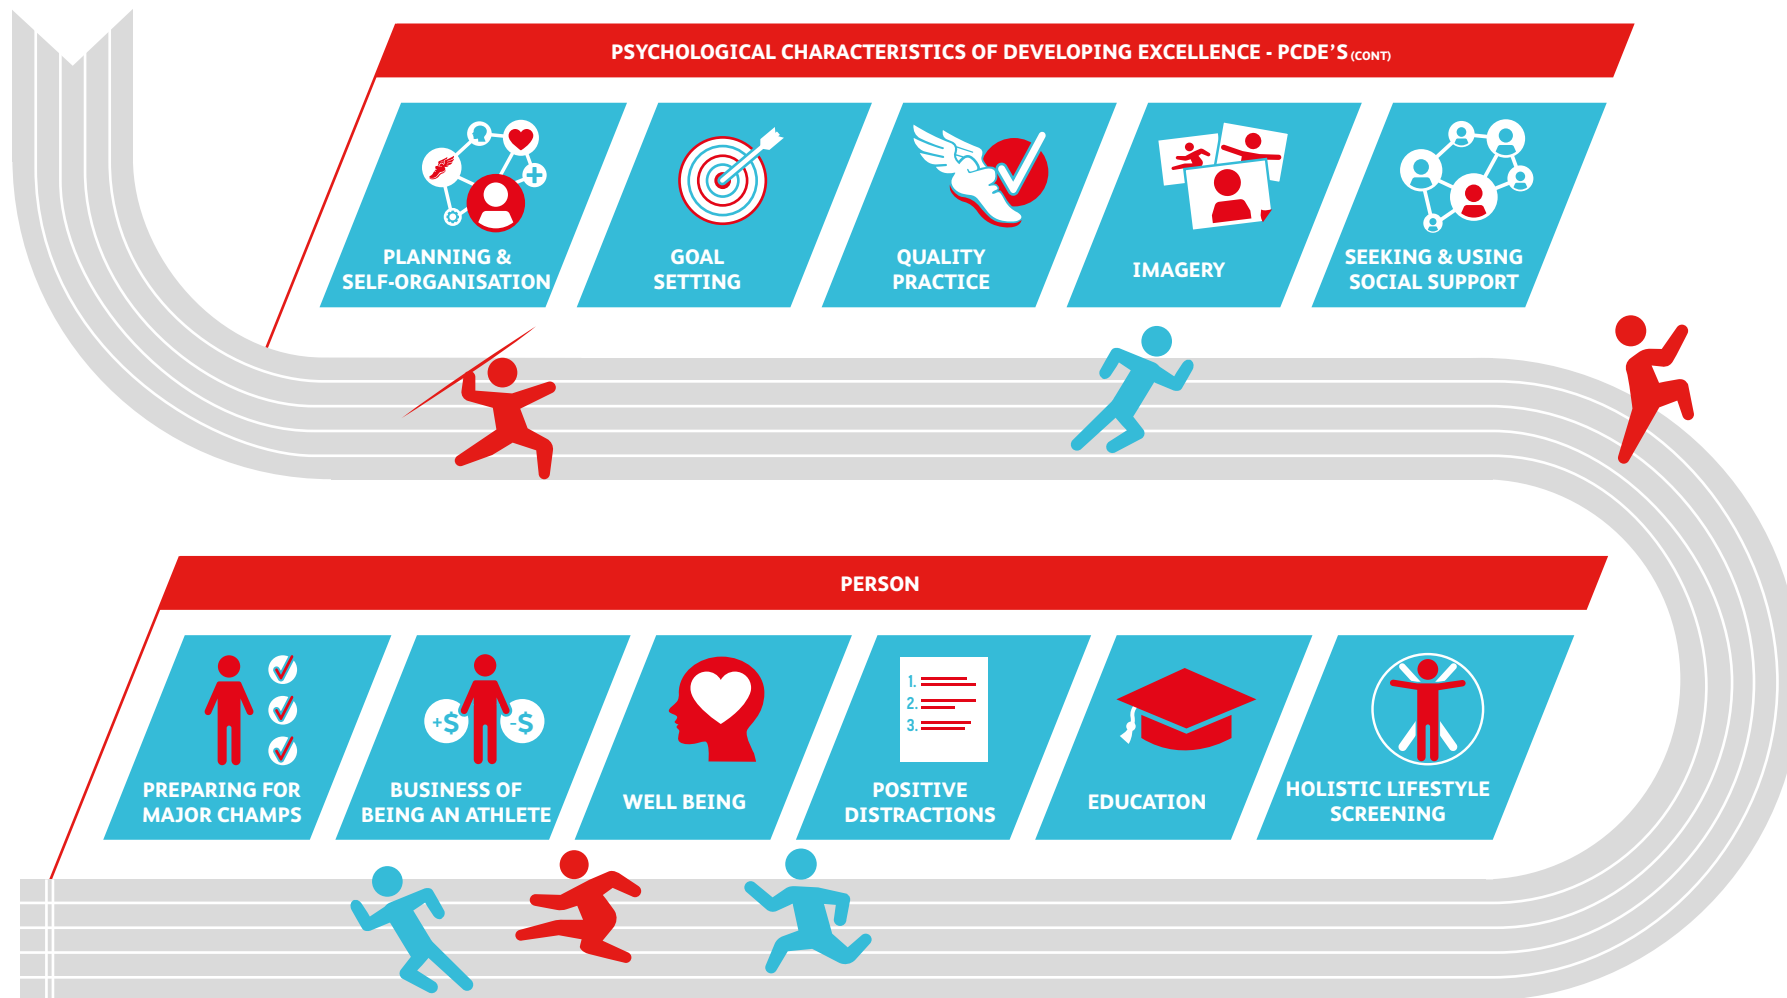 PSYCHOLOGICAL CHARACTERISTICS OF DEVELOPING EXCELLENCE - PCDE'S (CONT)
PLANNING &
SELF-ORGANISATION
GOAL
SETTING
QUALITY
PRACTICE
IMAGERY
SEEKING & USING
SOCIAL SUPPORT
PERSON
+$
-$
1.
2.
3.
PREPARING FOR
MAJOR CHAMPS
BUSINESS OF
BEING AN ATHLETE
WELL BEING
POSITIVE
DISTRACTIONS
EDUCATION
HOLISTIC LIFESTYLE
SCREENING